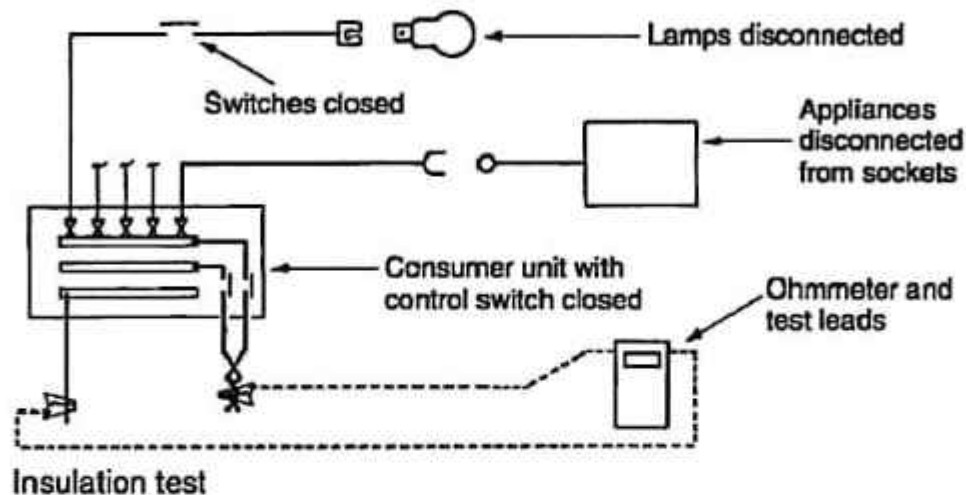 Lamps disconnected
Switches closed
Appliances
disconnected
from sockets
Consumer unit with
control switch closed
Ohmmeter and
test leads
Insulation test